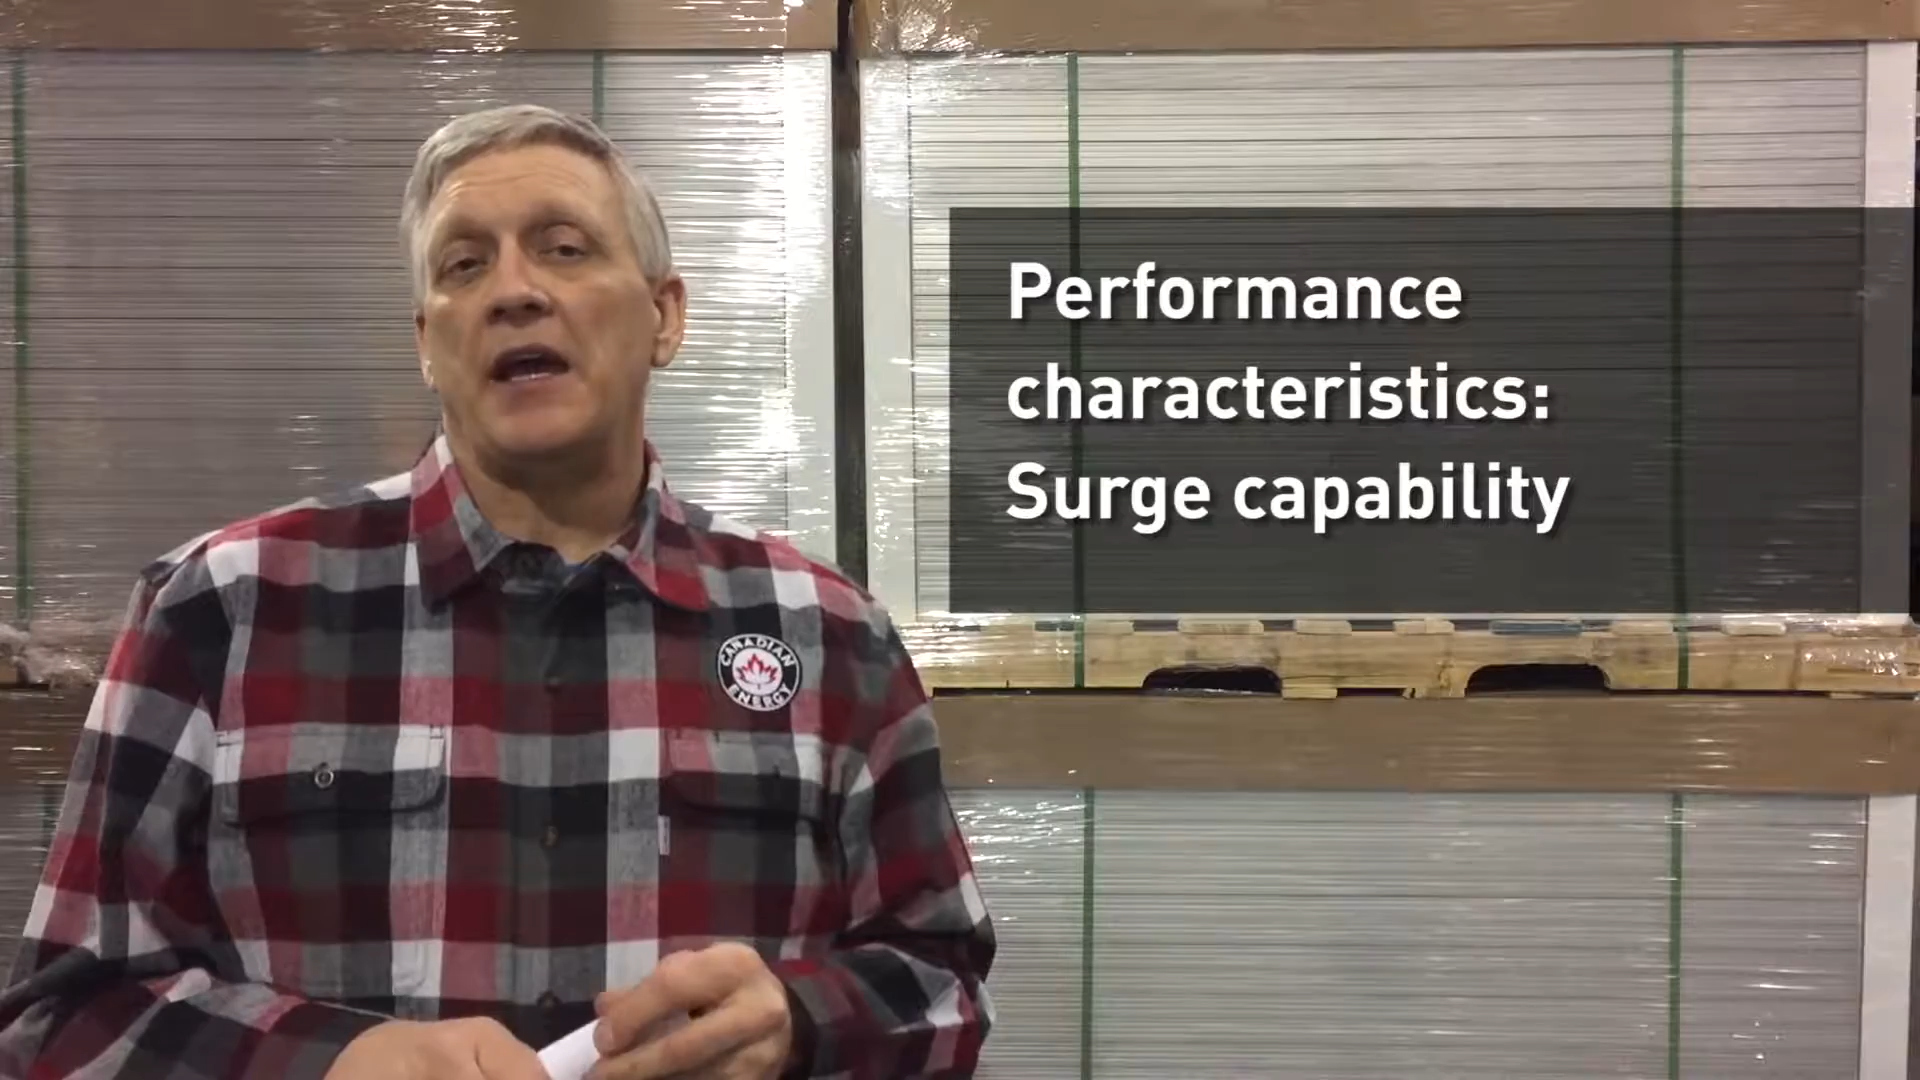 Performance
characteristics:
Surge capability
CANADIAN
ENERGY